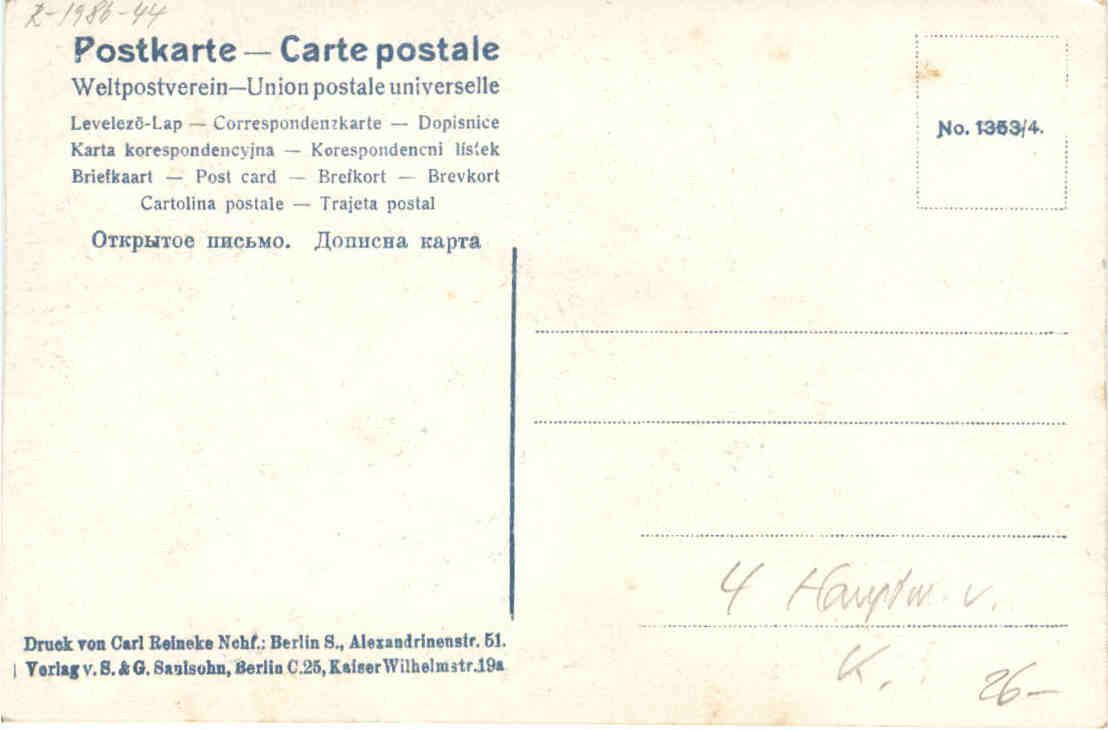 Z-1986-44
Postkarte — Carte postale
Weltpostverein—Union postale universelle
Levelező-Lap — Correspondenzkarte — Dopisnice
Karta korespondencyjna — Korespondencni lístek
Briefkaart — Post card — Brefkort — Brevkort
Cartolina postale — Trajeta postal
Открытое письмо. Дописна карта
No. 1353/4.
4 Hauptm. v.
K.
26—
Druck von Carl Reineke Nchf.: Berlin S., Alexandrinenstr. 51.
Verlag v. S. & G. Saulsohn, Berlin C.25, Kaiser Wilhelmstr. 19a